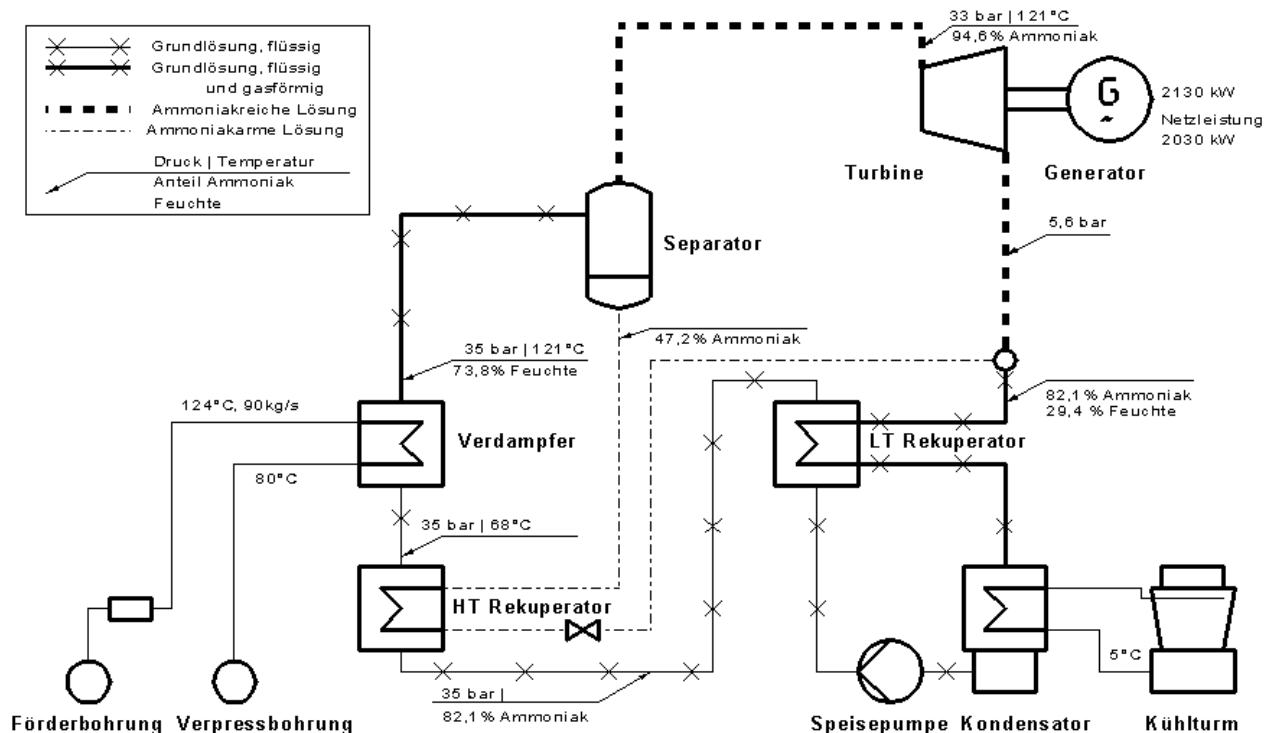 Grundlösung, flüssig
Grundlösung, flüssig
und gasförmig
Ammoniakreiche Lösung
Ammoniakarme Lösung
Druck | Temperatur
Anteil Ammoniak
Feuchte
33 bar | 121°C
94,6% Ammoniak
G
~
2130 kW
Netzleistung
2030 kW
Turbine
Generator
Separator
5,6 bar
47,2% Ammoniak
35 bar | 121°C
73,8% Feuchte
82,1% Ammoniak
29,4 % Feuchte
124°C, 90kg/s
Verdampfer
LT Rekuperator
80°C
35 bar | 68°C
HT Rekuperator
5°C
35 bar |
82,1% Ammoniak
Förderbohrung
Verpressbohrung
Speisepumpe
Kondensator
Kühlturm